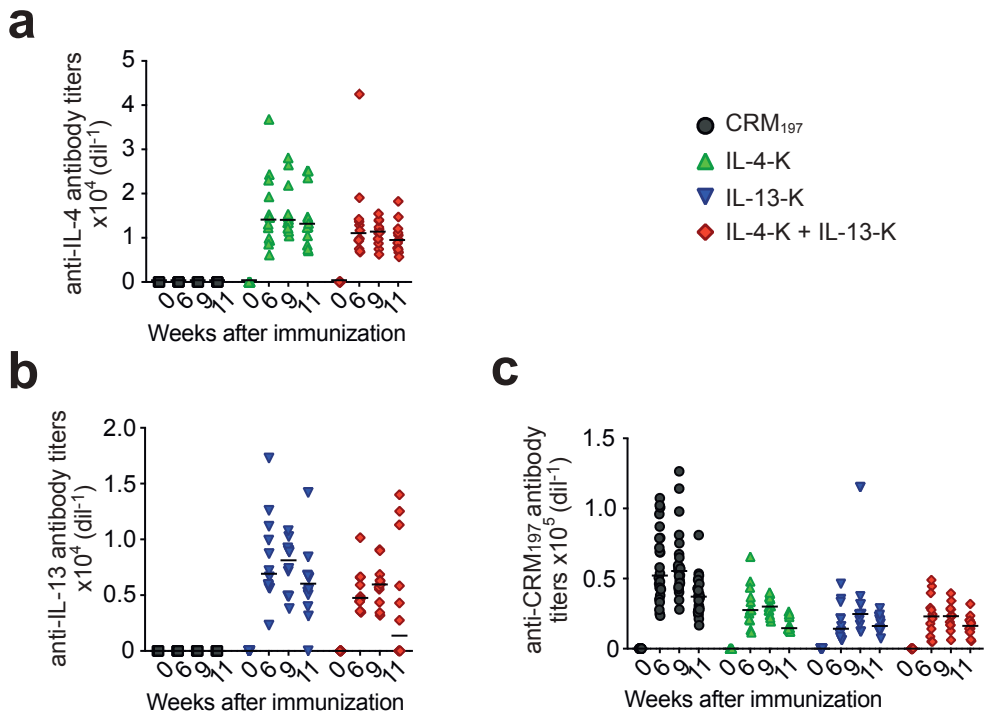 a
anti-IL-4 antibody titers
x10⁴ (dil⁻¹)
5
4
3
2
1
0
0 6 9 11 0 6 9 11 0 6 9 11
Weeks after immunization
CRM₁₉₇
IL-4-K
IL-13-K
IL-4-K + IL-13-K
b
anti-IL-13 antibody titers
x10⁴ (dil⁻¹)
2.0
1.5
1.0
0.5
0
0 6 9 11 0 6 9 11 0 6 9 11
Weeks after immunization
c
anti-CRM₁₉₇ antibody
titers x10⁵ (dil⁻¹)
1.5
1.0
0.5
0
0 6 9 11 0 6 9 11 0 6 9 11 0 6 9 11
Weeks after immunization